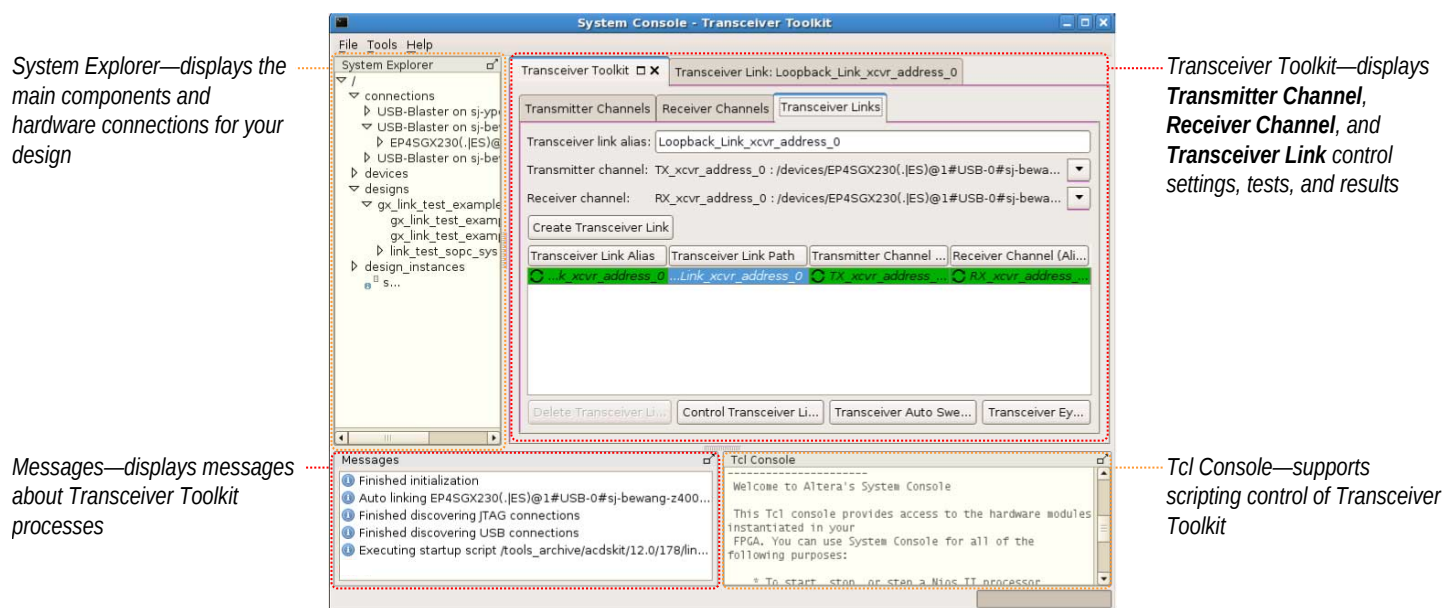 System Console - Transceiver Toolkit
File Tools Help
System Explorer—displays the
main components and
hardware connections for your
design
System Explorer
/
connections
USB-Blaster on sj-yp
USB-Blaster on sj-be
EP4SGX230(.|ES)@
USB-Blaster on sj-be
devices
designs
gx_link_test_example
gx_link_test_examp
gx_link_test_examp
link_test_sopc_sys
design_instances
s...
Transceiver Toolkit
Transceiver Link: Loopback_Link_xcvr_address_0
Transmitter Channels
Receiver Channels
Transceiver Links
Transceiver link alias: Loopback_Link_xcvr_address_0
Transmitter channel: TX_xcvr_address_0 : /devices/EP4SGX230(.|ES)@1#USB-0#sj-bewa...
Receiver channel: RX_xcvr_address_0 : /devices/EP4SGX230(.|ES)@1#USB-0#sj-bewa...
Create Transceiver Link
Transceiver Link Alias Transceiver Link Path Transmitter Channel ... Receiver Channel (Ali...
...k_xcvr_address_0 ...Link_xcvr_address_0 TX_xcvr_address_... RX_xcvr_address_...
Delete Transceiver Li... Control Transceiver Li... Transceiver Auto Swe... Transceiver Ey...
Transceiver Toolkit—displays
Transmitter Channel,
Receiver Channel, and
Transceiver Link control
settings, tests, and results
Messages—displays messages
about Transceiver Toolkit
processes
Messages
Finished initialization
Auto linking EP4SGX230(.|ES)@1#USB-0#sj-bewang-z400...
Finished discovering JTAG connections
Finished discovering USB connections
Executing startup script /tools_archive/acdskit/12.0/178/lin...
Tcl Console
---------------------
Welcome to Altera's System Console
This Tcl console provides access to the hardware modules
instantiated in your
FPGA. You can use System Console for all of the
following purposes:
* To start, stop, or step a Nios II processor
Tcl Console—supports
scripting control of Transceiver
Toolkit